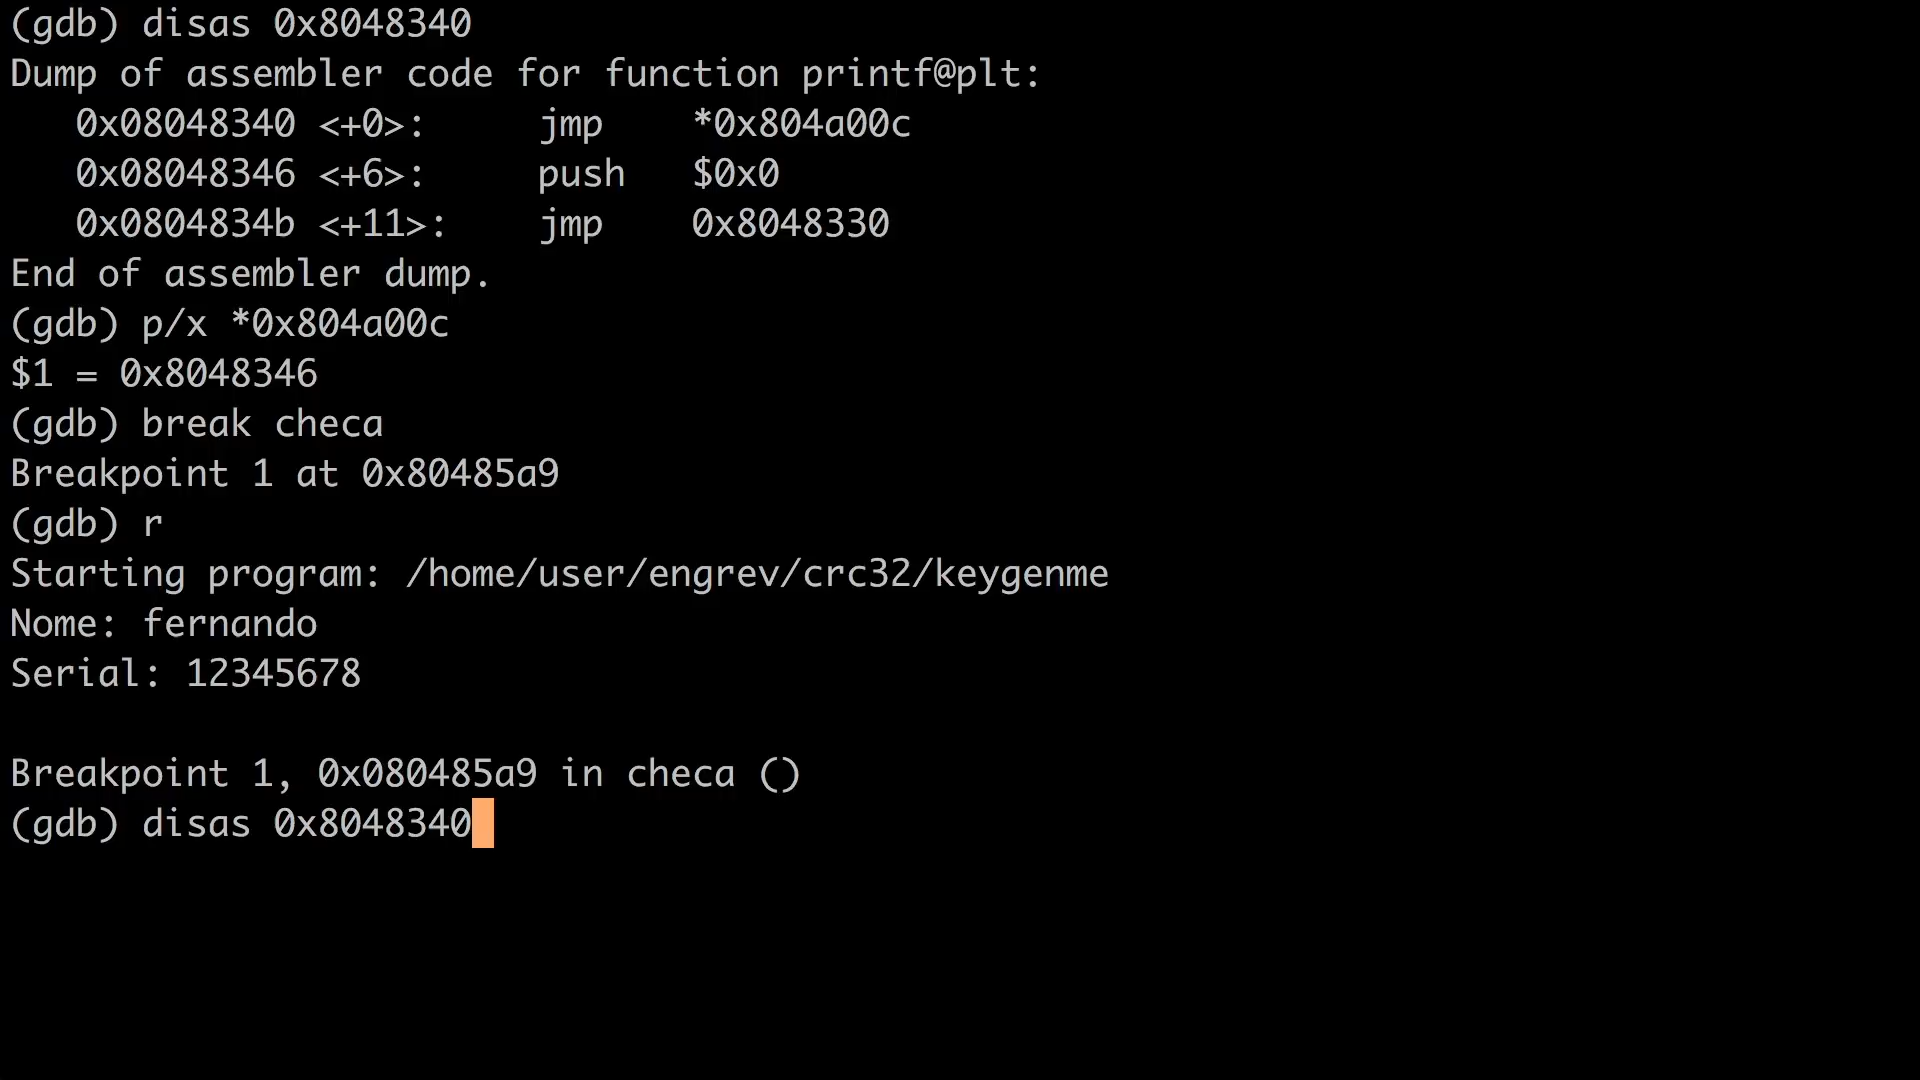 (gdb) disas 0x8048340
Dump of assembler code for function printf@plt:
   0x08048340 <+0>:     jmp    *0x804a00c
   0x08048346 <+6>:     push   $0x0
   0x0804834b <+11>:    jmp    0x8048330
End of assembler dump.
(gdb) p/x *0x804a00c
$1 = 0x8048346
(gdb) break checa
Breakpoint 1 at 0x80485a9
(gdb) r
Starting program: /home/user/engrev/crc32/keygenme
Nome: fernando
Serial: 12345678

Breakpoint 1, 0x080485a9 in checa ()
(gdb) disas 0x8048340